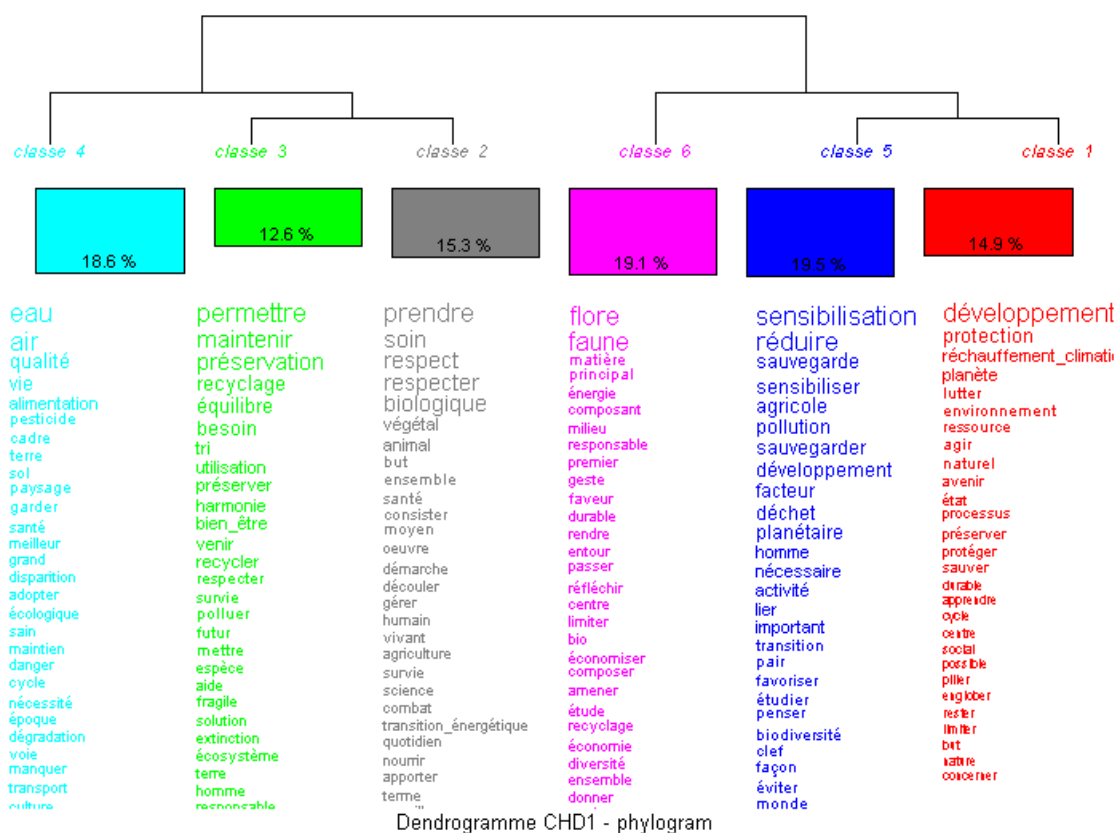 classe 4
classe 3
classe 2
classe 6
classe 5
classe 1
18.6 %
12.6 %
15.3 %
19.1 %
19.5 %
14.9 %
eau
air
qualité
vie
alimentation
pesticide
cadre
terre
sol
paysage
garder
santé
meilleur
grand
disparition
adopter
écologique
sain
maintien
danger
cycle
nécessité
époque
dégradation
voie
manquer
transport
culture
permettre
maintenir
préservation
recyclage
équilibre
besoin
tri
utilisation
préserver
harmonie
bien_être
venir
recycler
respecter
survie
polluer
futur
mettre
espèce
aide
fragile
solution
extinction
écosystème
terre
homme
responsable
prendre
soin
respect
respecter
biologique
végétal
animal
but
ensemble
santé
consister
moyen
oeuvre
démarche
découler
gérer
humain
vivant
agriculture
survie
science
combat
transition_énergétique
quotidien
nourrir
apporter
terme
flore
faune
matière
principal
énergie
composant
milieu
responsable
premier
geste
faveur
durable
rendre
entour
passer
réfléchir
centre
limiter
bio
économiser
composer
amener
étude
recyclage
économie
diversité
ensemble
donner
sensibilisation
réduire
sauvegarde
sensibiliser
agricole
pollution
sauvegarder
développement
facteur
déchet
planétaire
homme
nécessaire
activité
lier
important
transition
pair
favoriser
étudier
penser
biodiversité
clef
façon
éviter
monde
développement
protection
réchauffement_climati
planète
lutter
environnement
ressource
agir
naturel
avenir
état
processus
préserver
protéger
sauver
durable
apprendre
cycle
centre
social
possible
pilier
englober
rester
limiter
but
nature
concerner
Dendrogramme CHD1 - phylogram